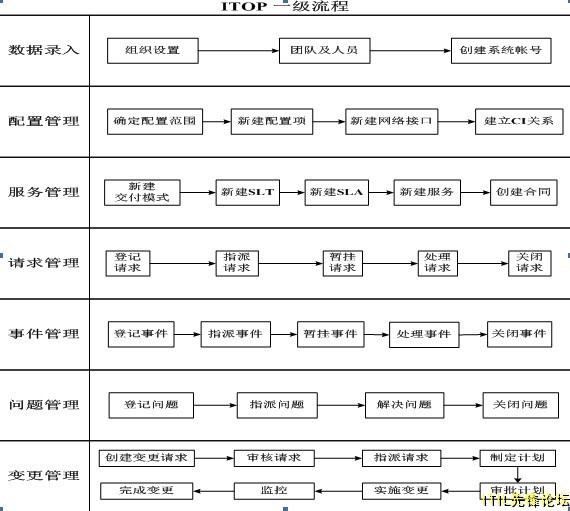 ITOP 一级流程
数据录入
组织设置
团队及人员
创建系统帐号
配置管理
确定配置范围
新建配置项
新建网络接口
建立CI关系
服务管理
新建
交付模式
新建SLT
新建SLA
新建服务
创建合同
请求管理
登记
请求
指派
请求
暂挂
请求
处理
请求
关闭
请求
事件管理
登记事件
指派事件
暂挂事件
处理事件
关闭事件
问题管理
登记问题
指派问题
解决问题
关闭问题
变更管理
创建变更请求
审核请求
指派请求
制定计划
完成变更
监控
实施变更
审批计划
ITIL先锋论坛